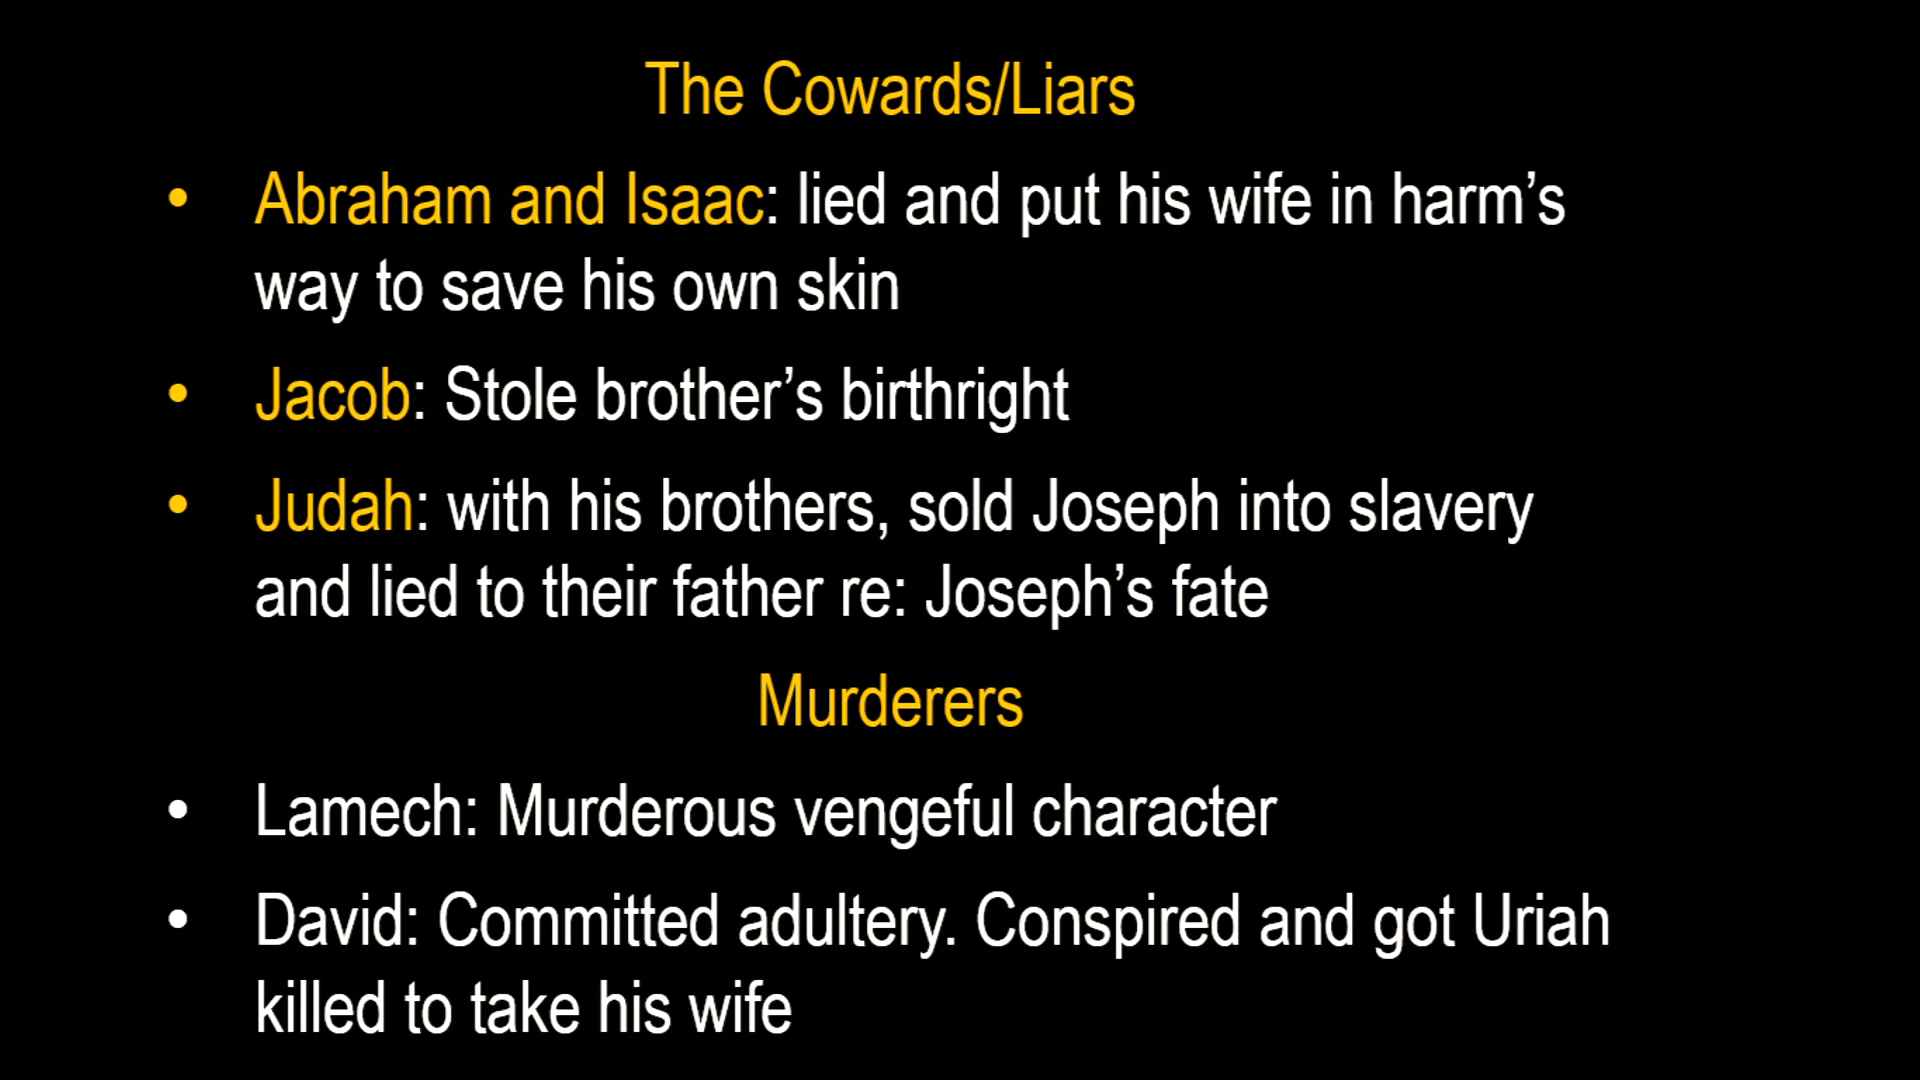 The Cowards/Liars
• Abraham and Isaac: lied and put his wife in harm’s
way to save his own skin
• Jacob: Stole brother’s birthright
• Judah: with his brothers, sold Joseph into slavery
and lied to their father re: Joseph’s fate
Murderers
• Lamech: Murderous vengeful character
• David: Committed adultery. Conspired and got Uriah
killed to take his wife